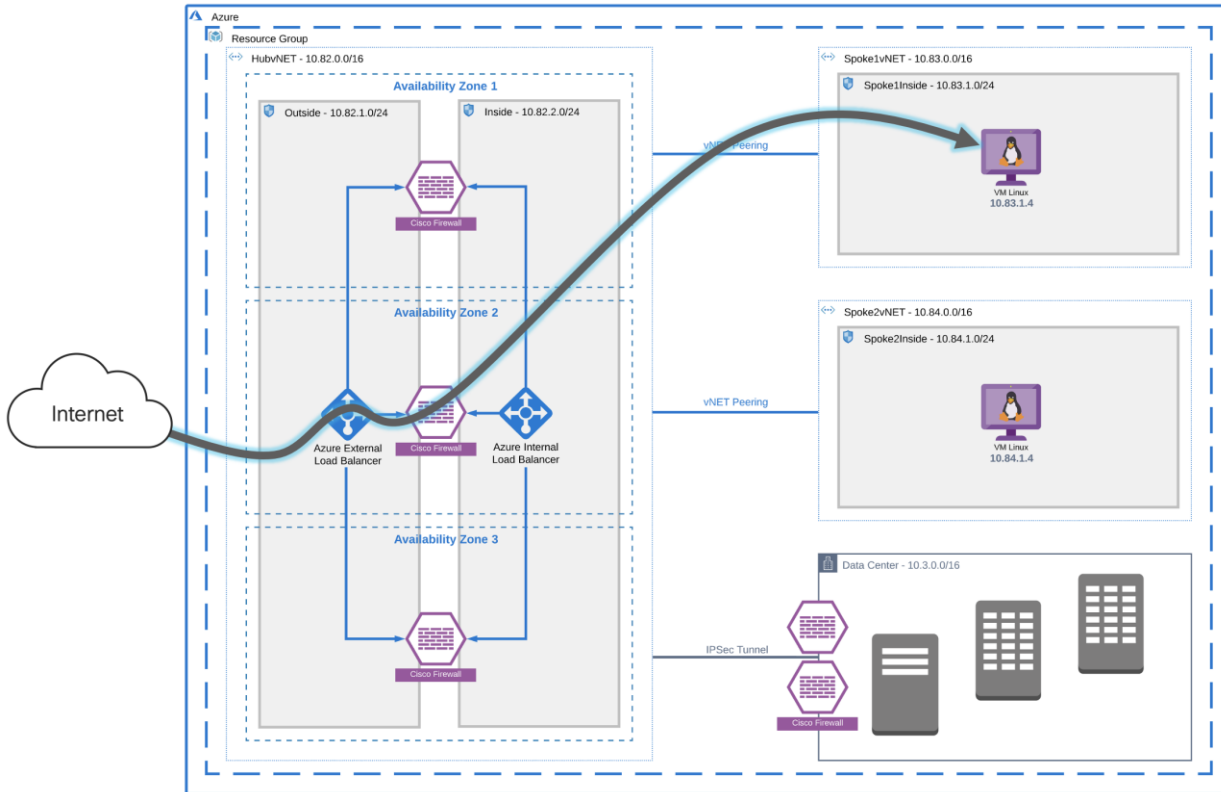 Azure
Resource Group
HubvNET - 10.82.0.0/16
Availability Zone 1
Outside - 10.82.1.0/24
Inside - 10.82.2.0/24
Cisco Firewall
Availability Zone 2
Internet
Cisco Firewall
Azure External
Load Balancer
Azure Internal
Load Balancer
Availability Zone 3
Cisco Firewall
vNET Peering
Spoke1vNET - 10.83.0.0/16
Spoke1Inside - 10.83.1.0/24
VM Linux
10.83.1.4
vNET Peering
Spoke2vNET - 10.84.0.0/16
Spoke2Inside - 10.84.1.0/24
VM Linux
10.84.1.4
IPSec Tunnel
Data Center - 10.3.0.0/16
Cisco Firewall